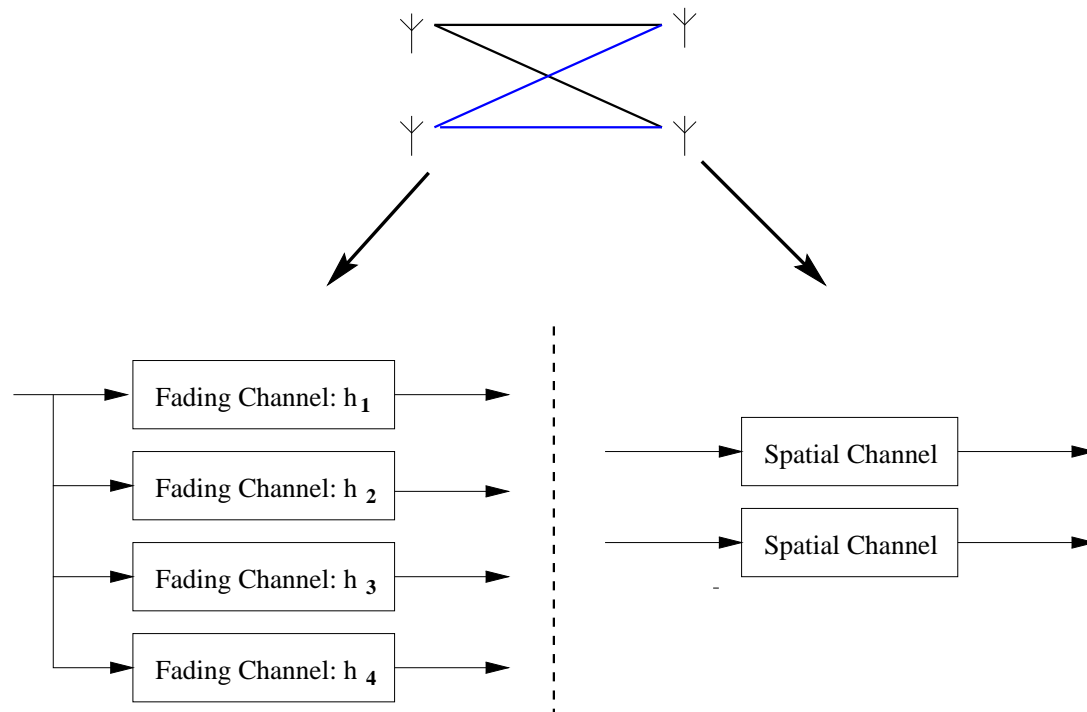 Fading Channel: h 1
Fading Channel: h 2
Fading Channel: h 3
Fading Channel: h 4
Spatial Channel
Spatial Channel